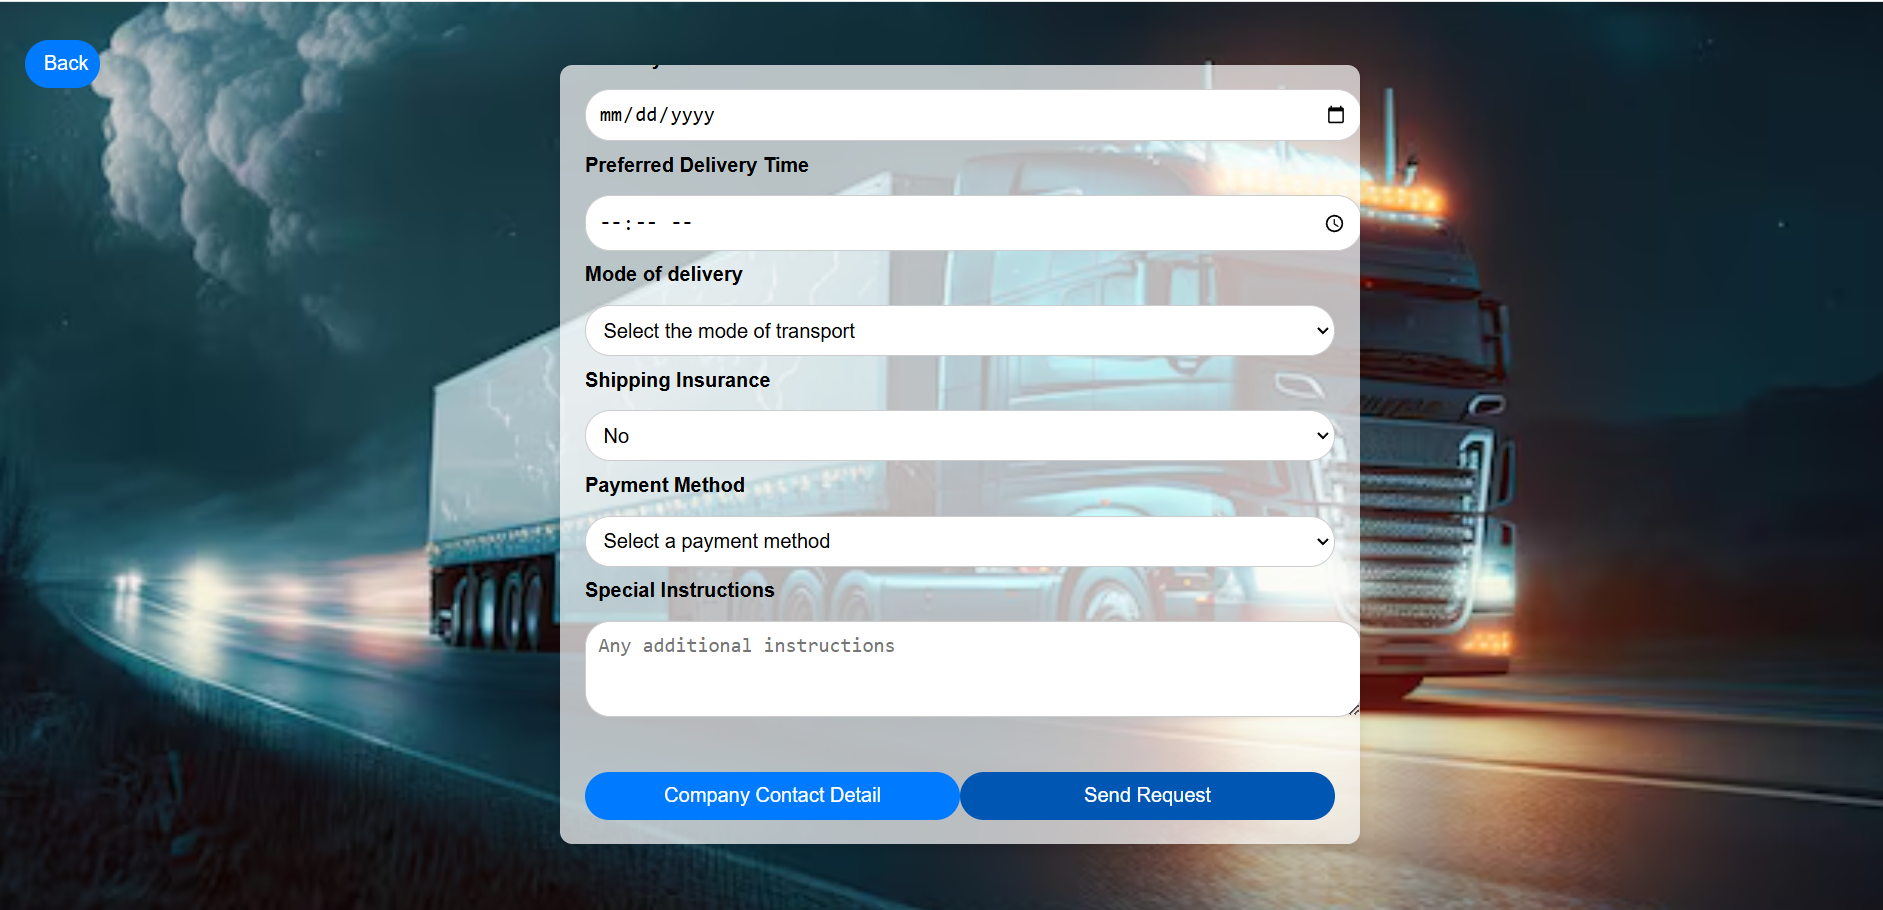 Back
mm/dd/yyyy
Preferred Delivery Time
--:-- --
Mode of delivery
Select the mode of transport
Shipping Insurance
No
Payment Method
Select a payment method
Special Instructions
Any additional instructions
Company Contact Detail
Send Request